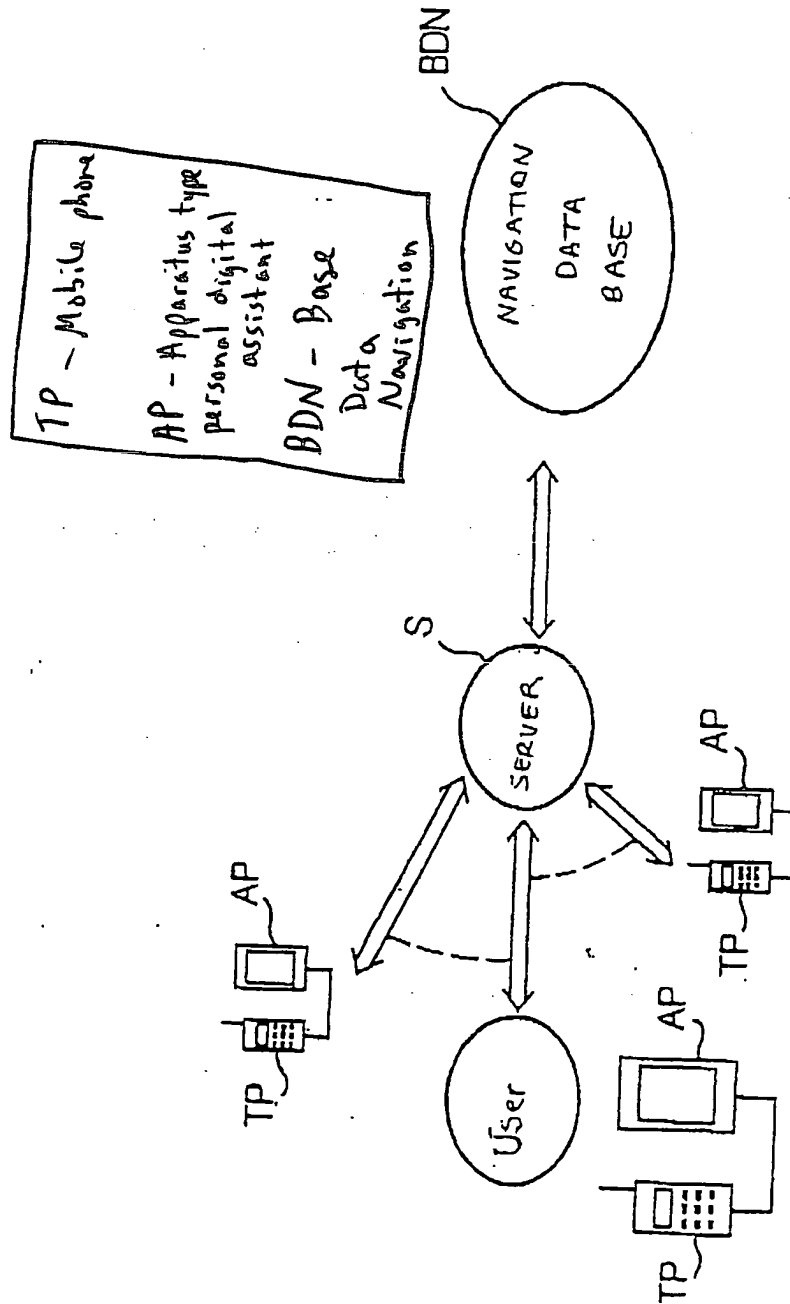 TP - Mobile phone
AP - Apparatus type
personal digital
assistant
BDN - Base
Data
Navigation
BDN
NAVIGATION
DATA
BASE
S
SERVER
AP
TP
User
AP
TP
AP
TP